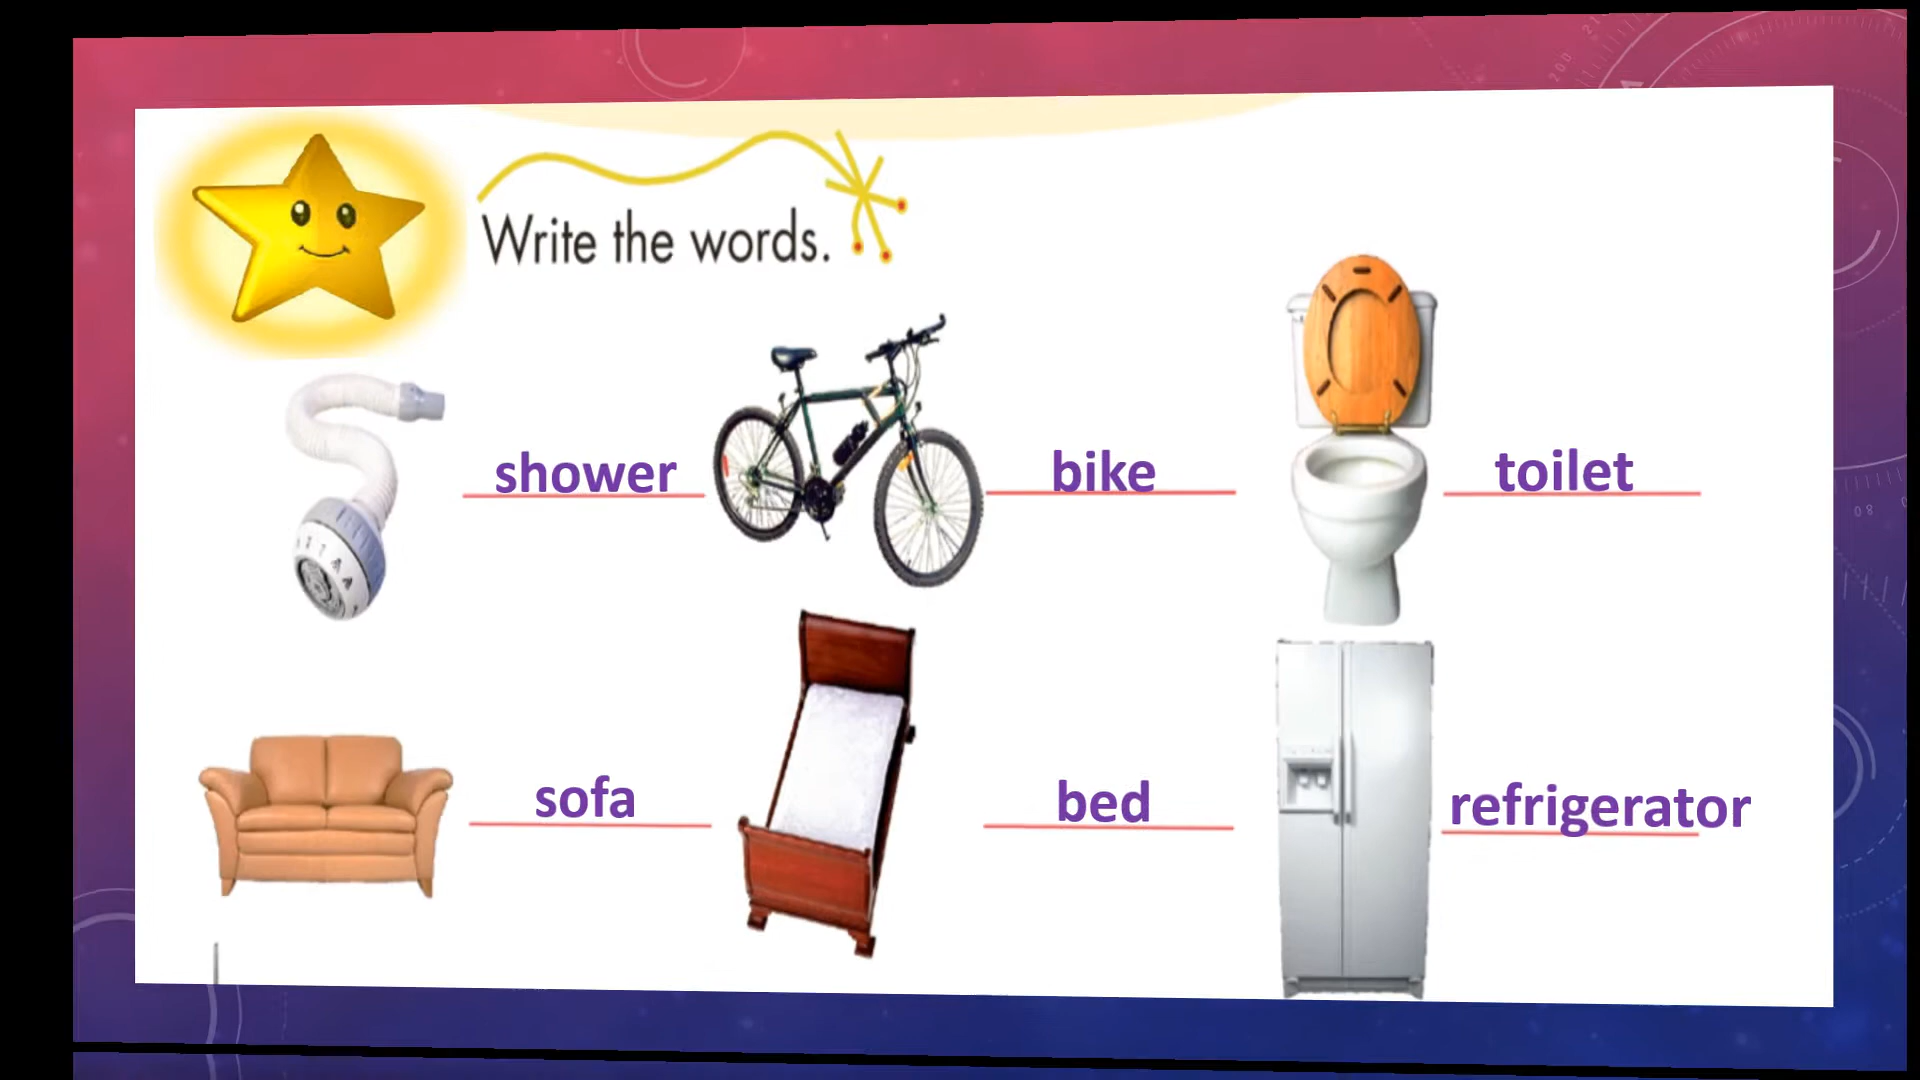 Write the words.
shower
bike
toilet
sofa
bed
refrigerator